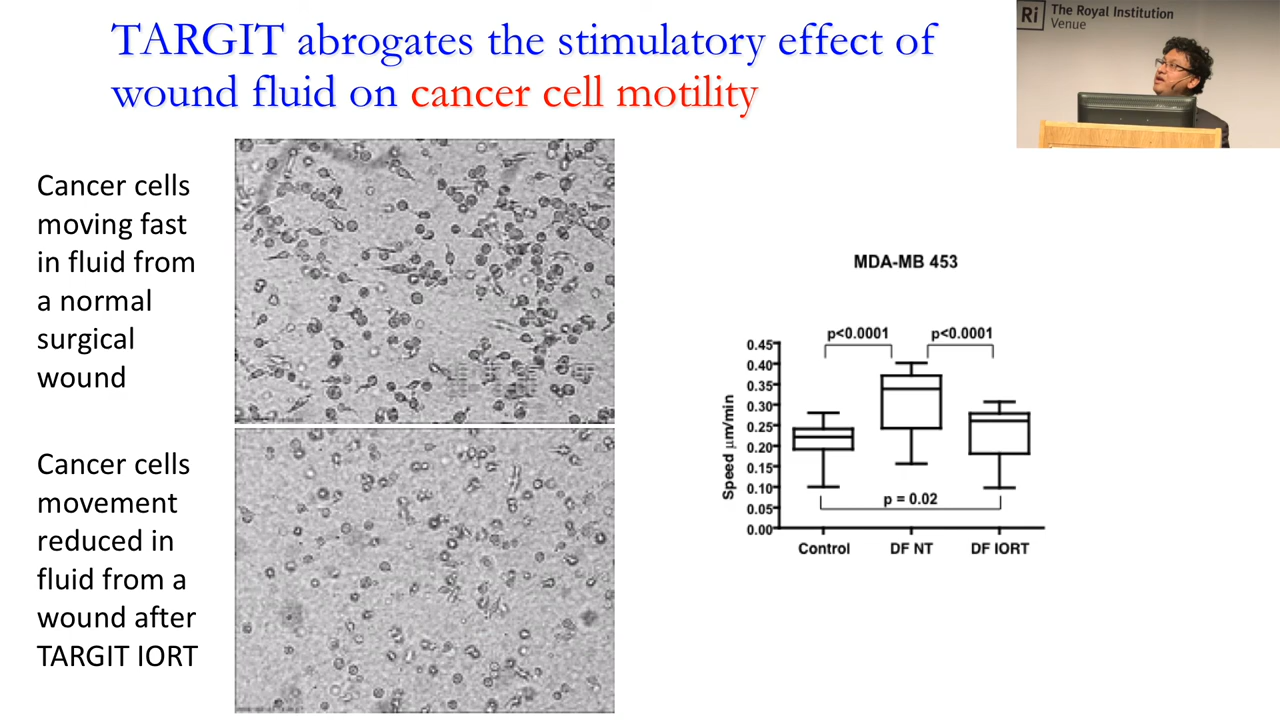 TARGIT abrogates the stimulatory effect of
wound fluid on cancer cell motility
Ri
The Royal Institution
Venue
Cancer cells
moving fast
in fluid from
a normal
surgical
wound
Cancer cells
movement
reduced in
fluid from a
wound after
TARGIT IORT
MDA-MB 453
p<0.0001
p<0.0001
0.45
0.40
0.35
0.30
0.25
0.20
0.15
0.10
0.05
0.00
Speed µm/min
p = 0.02
Control
DF NT
DF IORT